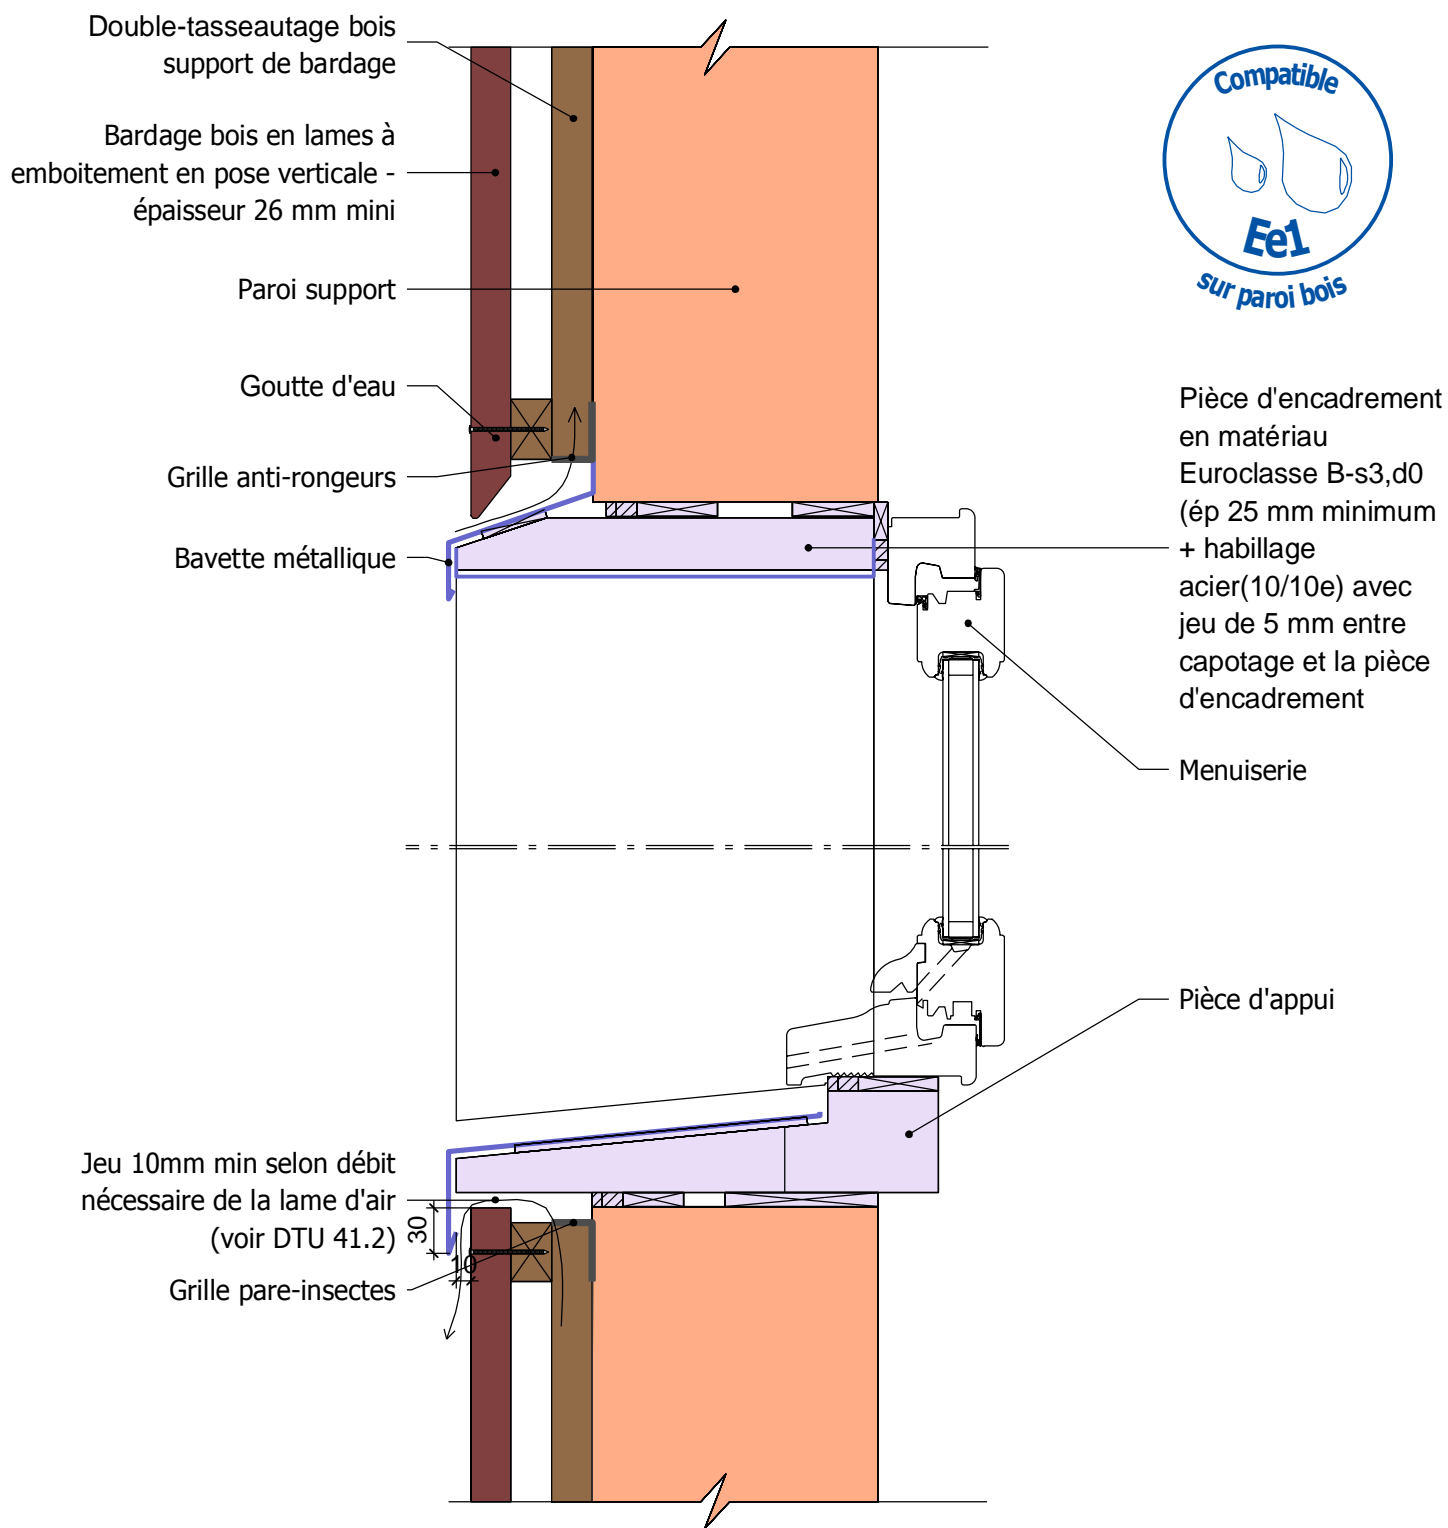 Double-tasseautage bois
support de bardage
Bardage bois en lames à
emboitement en pose verticale -
épaisseur 26 mm mini
Paroi support
Goutte d'eau
Grille anti-rongeurs
Bavette métallique
Compatible
Ee1
sur paroi bois
Pièce d'encadrement
en matériau
Euroclasse B-s3,d0
(ép 25 mm minimum
+ habillage
acier(10/10e) avec
jeu de 5 mm entre
capotage et la pièce
d'encadrement
Menuiserie
Pièce d'appui
Jeu 10mm min selon débit
nécessaire de la lame d'air
(voir DTU 41.2)
30
10
Grille pare-insectes